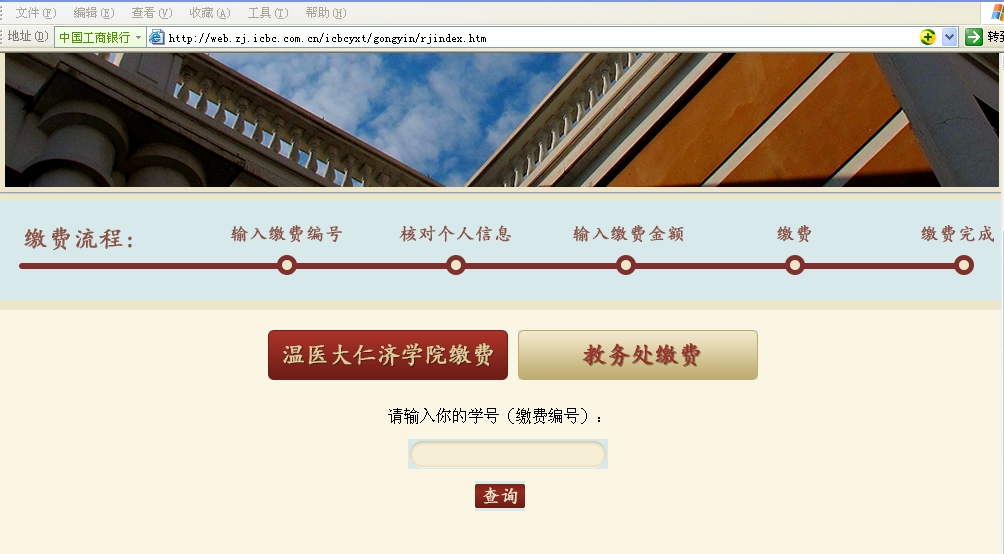 文件(F) 编辑(E) 查看(V) 收藏(A) 工具(T) 帮助(H)
地址(D) 中国工商银行 http://web.zj.icbc.com.cn/icbcyxt/gongyin/rjindex.htm 转到
缴费流程: 输入缴费编号 核对个人信息 输入缴费金额 缴费 缴费完成
温医大仁济学院缴费 教务处缴费
请输入你的学号（缴费编号）：
查询